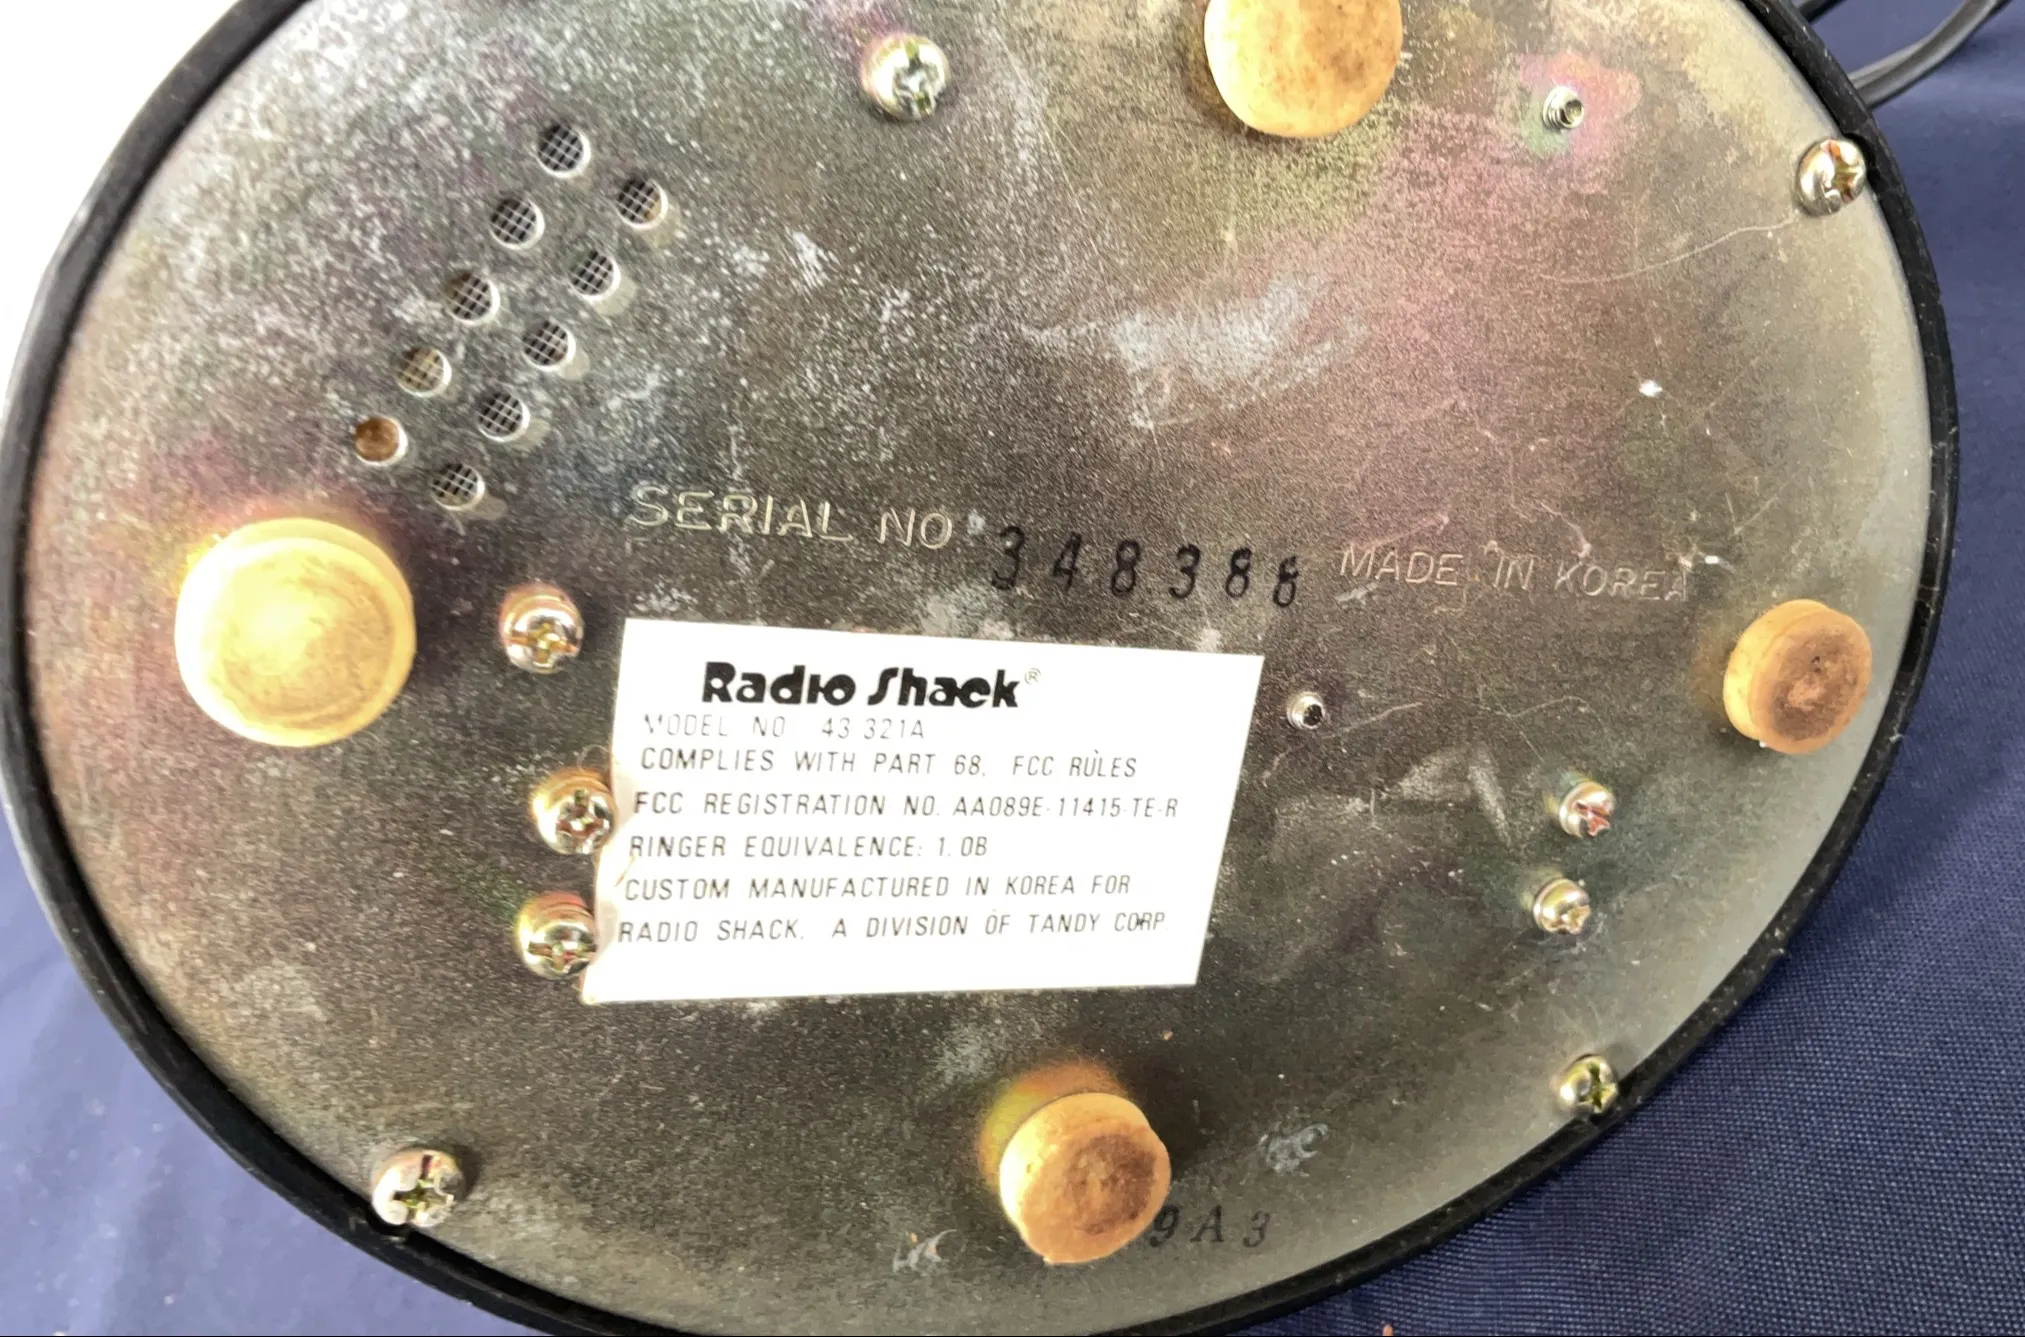 SERIAL NO 348388 MADE IN KOREA
Radio Shack®
MODEL NO 43 321A
COMPLIES WITH PART 68, FCC RULES
FCC REGISTRATION NO. AA089E-11415-TE-R
RINGER EQUIVALENCE: 1.0B
CUSTOM MANUFACTURED IN KOREA FOR
RADIO SHACK, A DIVISION OF TANDY CORP.
9A3